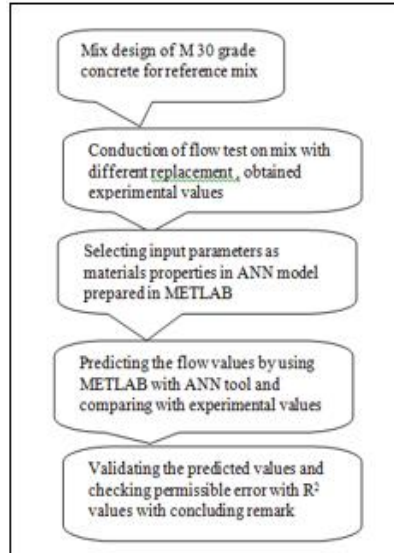 Mix design of M 30 grade
concrete for reference mix
Conduction of flow test on mix with
different replacement , obtained
experimental values
Selecting input parameters as
materials properties in ANN model
prepared in METLAB
Predicting the flow values by using
METLAB with ANN tool and
comparing with experimental values
Validating the predicted values and
checking permissible error with R²
values with concluding remark